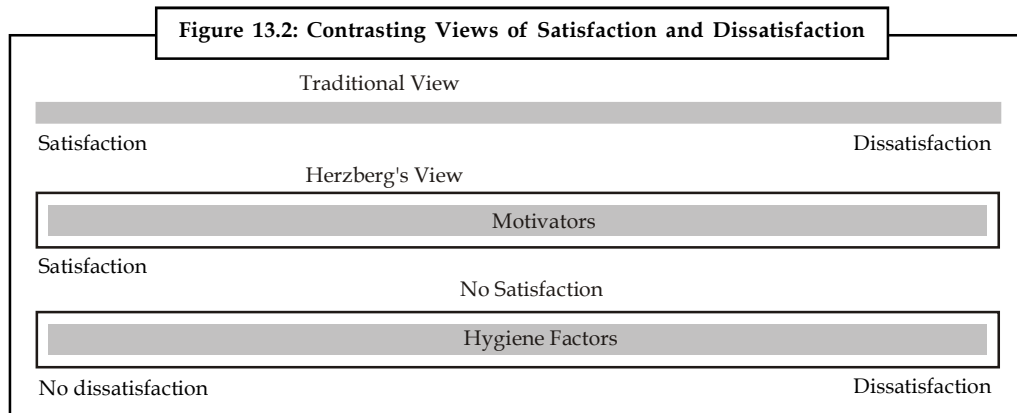 Figure 13.2: Contrasting Views of Satisfaction and Dissatisfaction
Traditional View
Satisfaction Dissatisfaction
Herzberg's View
Motivators
Satisfaction
No Satisfaction
Hygiene Factors
No dissatisfaction Dissatisfaction